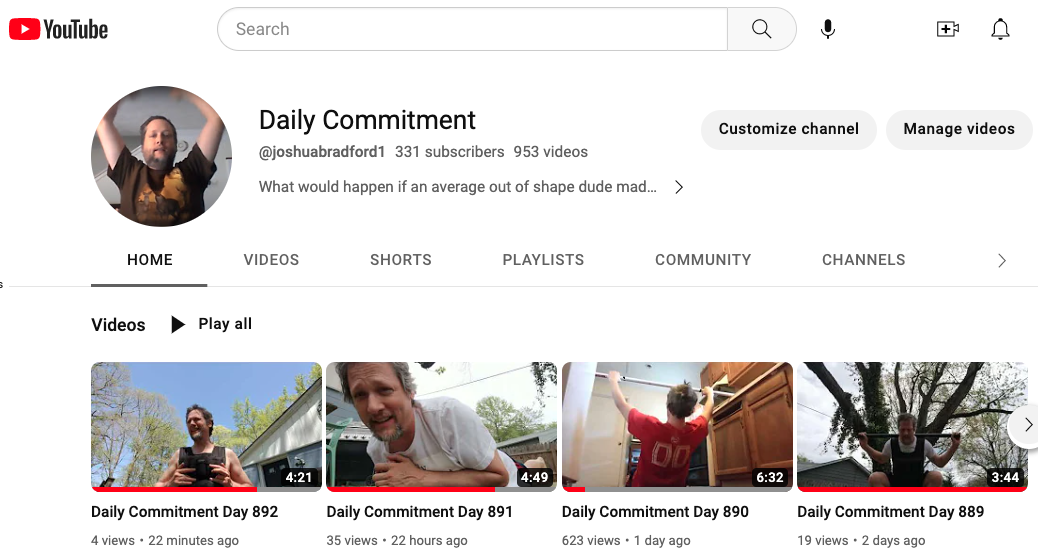 YouTube
Search
Daily Commitment
Customize channel
Manage videos
@joshuabradford1 331 subscribers 953 videos
What would happen if an average out of shape dude mad...
HOME VIDEOS SHORTS PLAYLISTS COMMUNITY CHANNELS
s
Videos Play all
00
4:21
4:49
6:32
3:44
Daily Commitment Day 892
4 views • 22 minutes ago
Daily Commitment Day 891
35 views • 22 hours ago
Daily Commitment Day 890
623 views • 1 day ago
Daily Commitment Day 889
19 views • 2 days ago